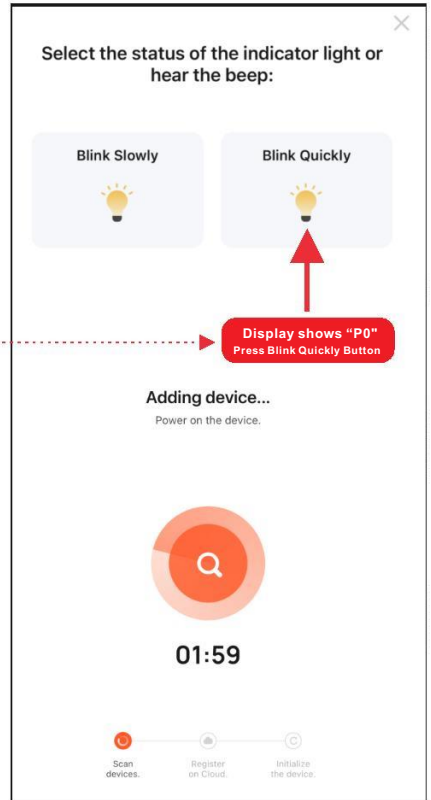 Select the status of the indicator light or
hear the beep:
Blink Slowly
Blink Quickly
Display shows “P0"
Press Blink Quickly Button
Adding device...
Power on the device.
01:59
Scan
devices.
Register
on Cloud.
Initialize
the device.